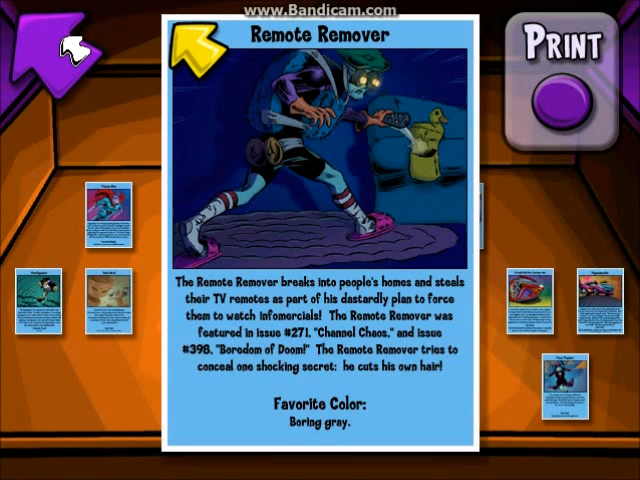 www.Bandicam.com
Remote Remover
PRINT
The Remote Remover breaks into people's homes and steals
their TV remotes as part of his dastardly plan to force
them to watch infomercials! The Remote Remover was
featured in issue #271, "Channel Chaos," and issue
#398, "Boredom of Doom!" The Remote Remover tries to
conceal one shocking secret: he cuts his own hair!
Favorite Color:
Boring gray.